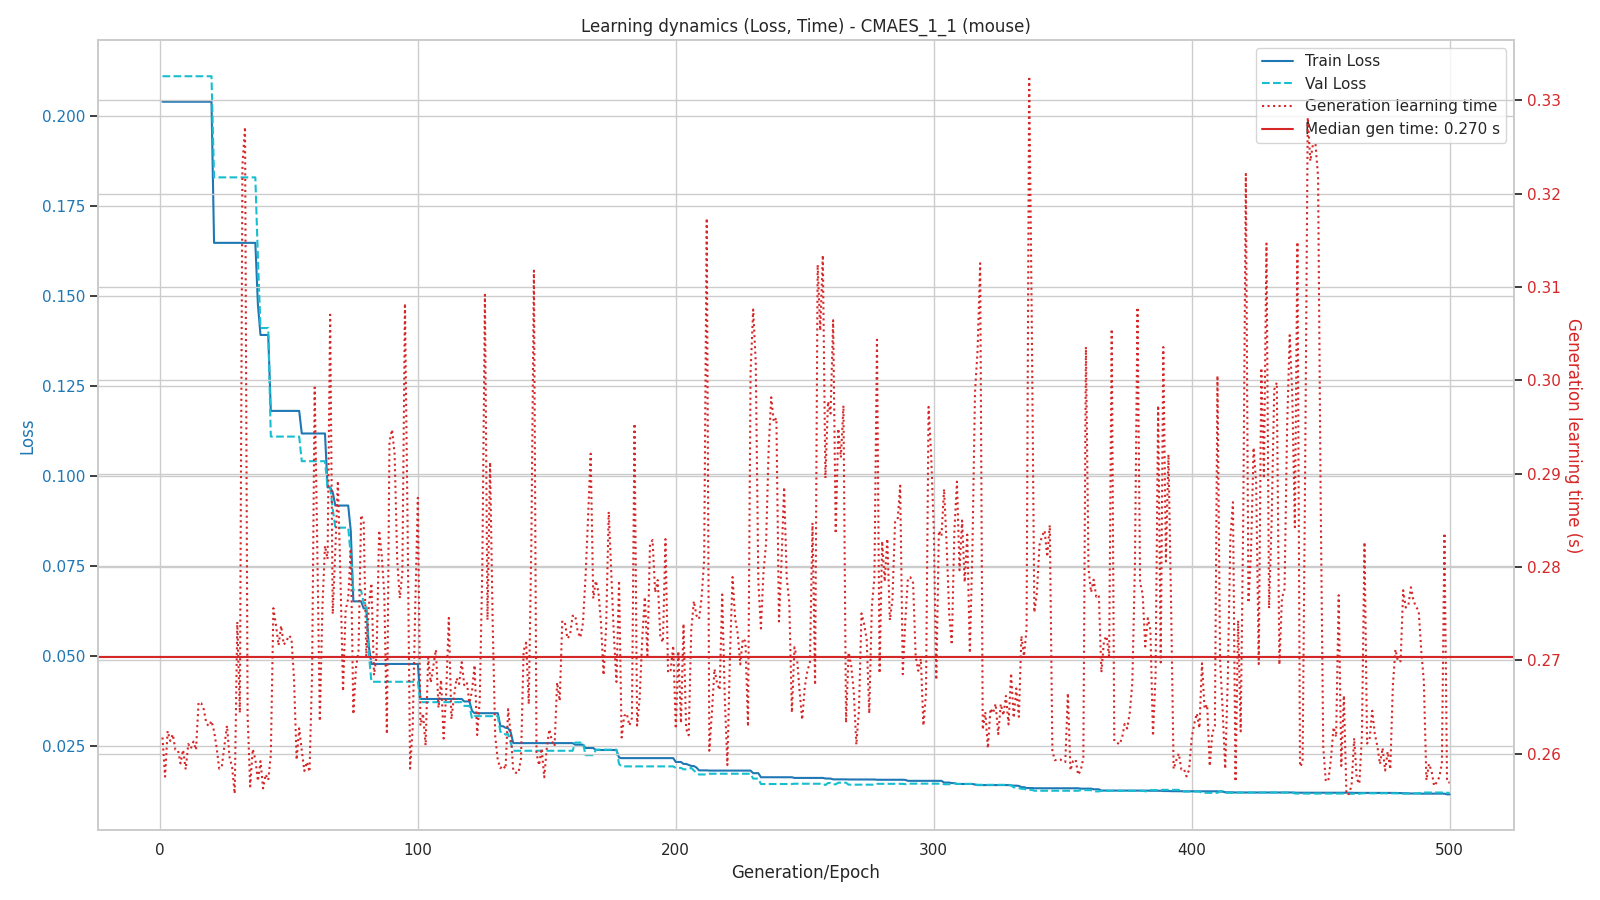 Learning dynamics (Loss, Time) - CMAES_1_1 (mouse)
Train Loss
Val Loss
Generation learning time
Median gen time: 0.270 s
0.200
0.175
0.150
0.125
0.100
0.075
0.050
0.025
Loss
0.33
0.32
0.31
0.30
0.29
0.28
0.27
0.26
Generation learning time (s)
0
100
200
300
400
500
Generation/Epoch